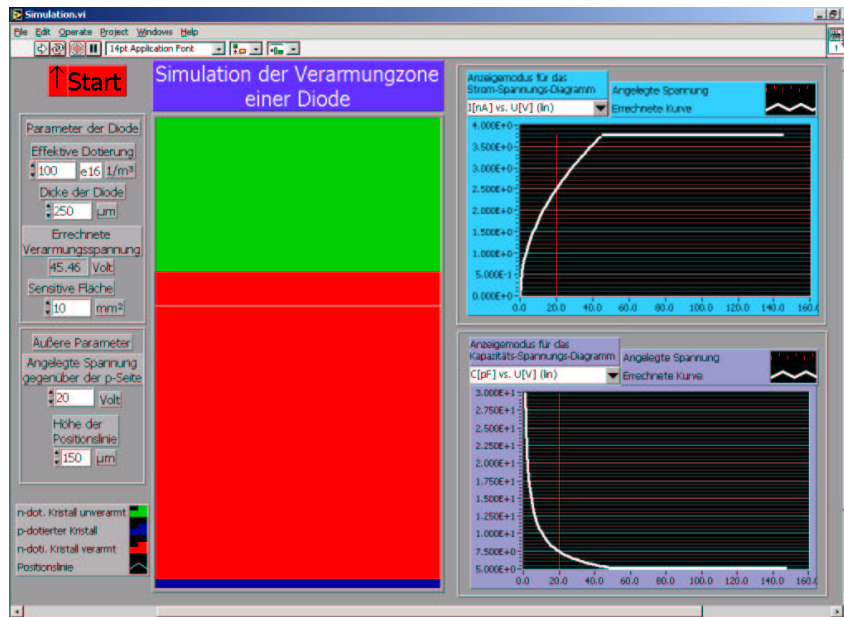 Simulation.vi
File Edit Operate Project Windows Help
14pt Application Font
1
Start
Simulation der Verarmungzone
einer Diode
Parameter der Diode
Effektive Dotierung
100 e16 1/m³
Dicke der Diode
250 µm
Errechnete
Verarmungsspannung
45.46 Volt
Sensitive Fläche
10 mm²
Äußere Parameter
Angelegte Spannung
gegenüber der p-Seite
20 Volt
Höhe der
Positionslinie
150 µm
n-dot. Kristall unverarmt
p-dotierter Kristall
n-doti. Kristall verarmt
Positionslinie
Anzeigemodus für das
Strom-Spannungs-Diagramm
I[nA] vs. U[V] (lin)
Angelegte Spannung
Errechnete Kurve
4.000E+0
3.500E+0
3.000E+0
2.500E+0
2.000E+0
1.500E+0
1.000E+0
5.000E-1
0.000E+0
0.0 20.0 40.0 60.0 80.0 100.0 120.0 140.0 160.
Anzeigemodus für das
Kapazitäts-Spannungs-Diagramm
C[pF] vs. U[V] (lin)
Angelegte Spannung
Errechnete Kurve
3.000E+1
2.750E+1
2.500E+1
2.250E+1
2.000E+1
1.750E+1
1.500E+1
1.250E+1
1.000E+1
7.500E+0
5.000E+0
0.0 20.0 40.0 60.0 80.0 100.0 120.0 140.0 160.